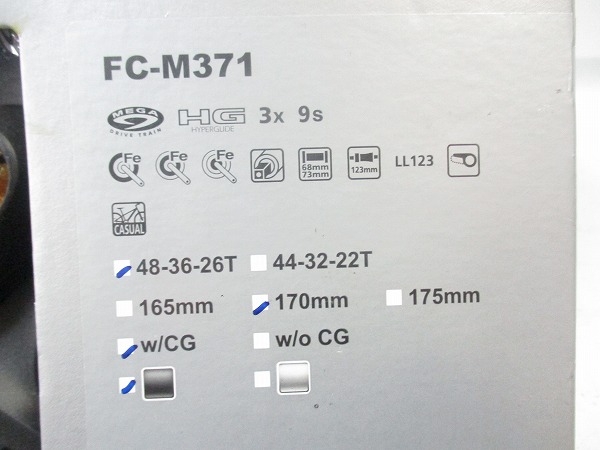 FC-M371
MEGA 9 DRIVE TRAIN HG HYPERGLIDE 3x 9s
Fe Fe Fe 68mm 73mm 123mm LL123
CASUAL
48-36-26T 44-32-22T
165mm 170mm 175mm
w/CG w/o CG